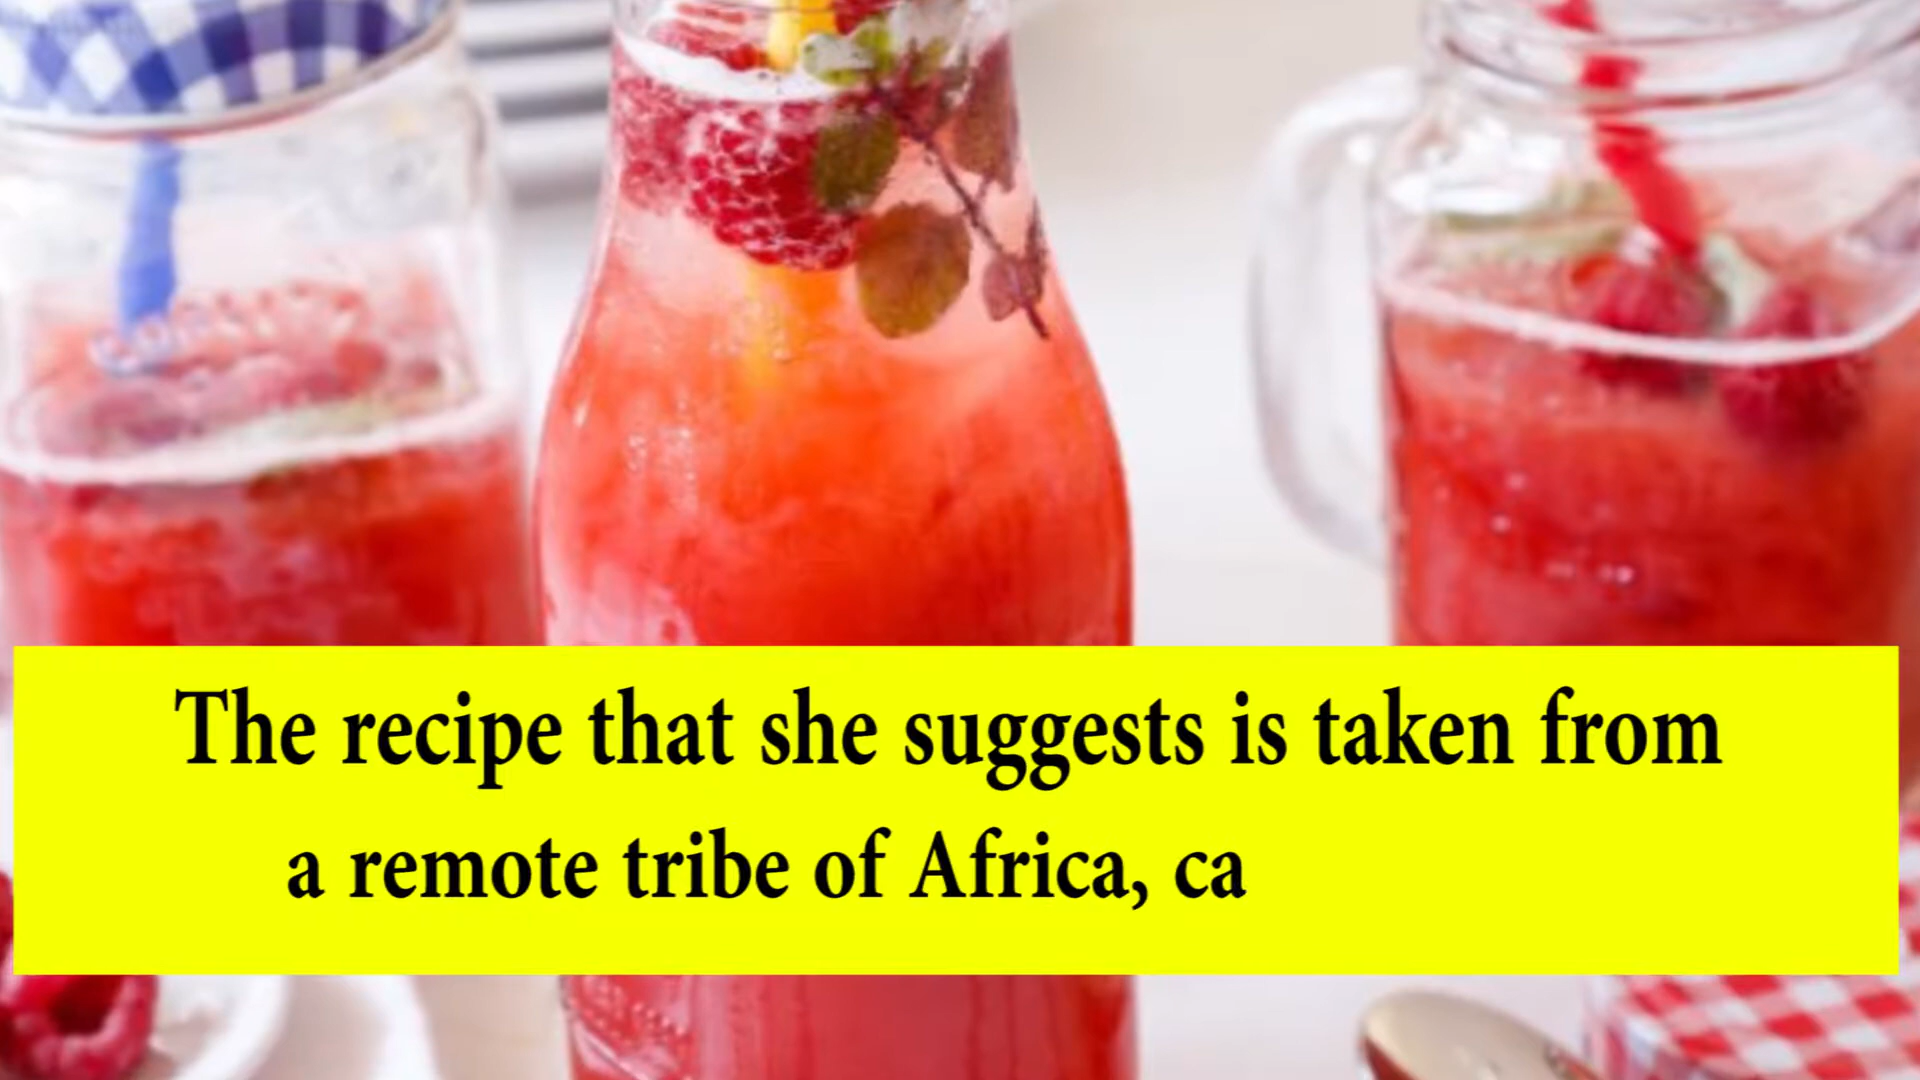 The recipe that she suggests is taken from
a remote tribe of Africa, ca